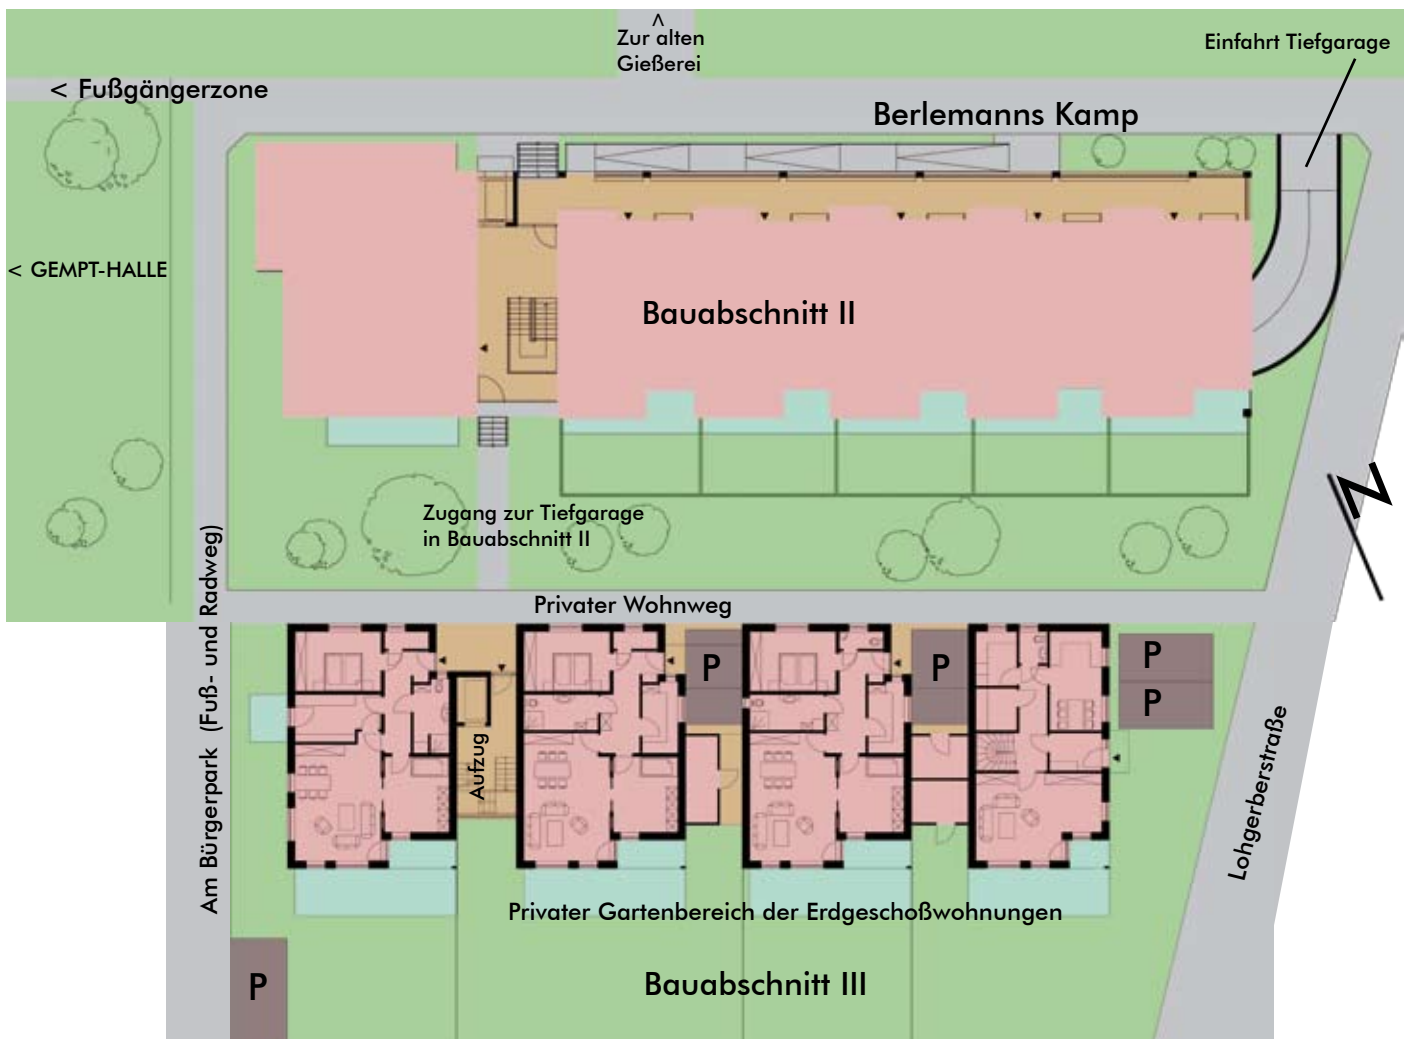 ^
Zur alten
Gießerei
Einfahrt Tiefgarage
< Fußgängerzone
Berlemanns Kamp
< GEMPT-HALLE
Bauabschnitt II
N
Zugang zur Tiefgarage
in Bauabschnitt II
Privater Wohnweg
Am Bürgerpark (Fuß- und Radweg)
P
P
P
P
Aufzug
Lohgerberstraße
Privater Gartenbereich der Erdgeschoßwohnungen
Bauabschnitt III
P